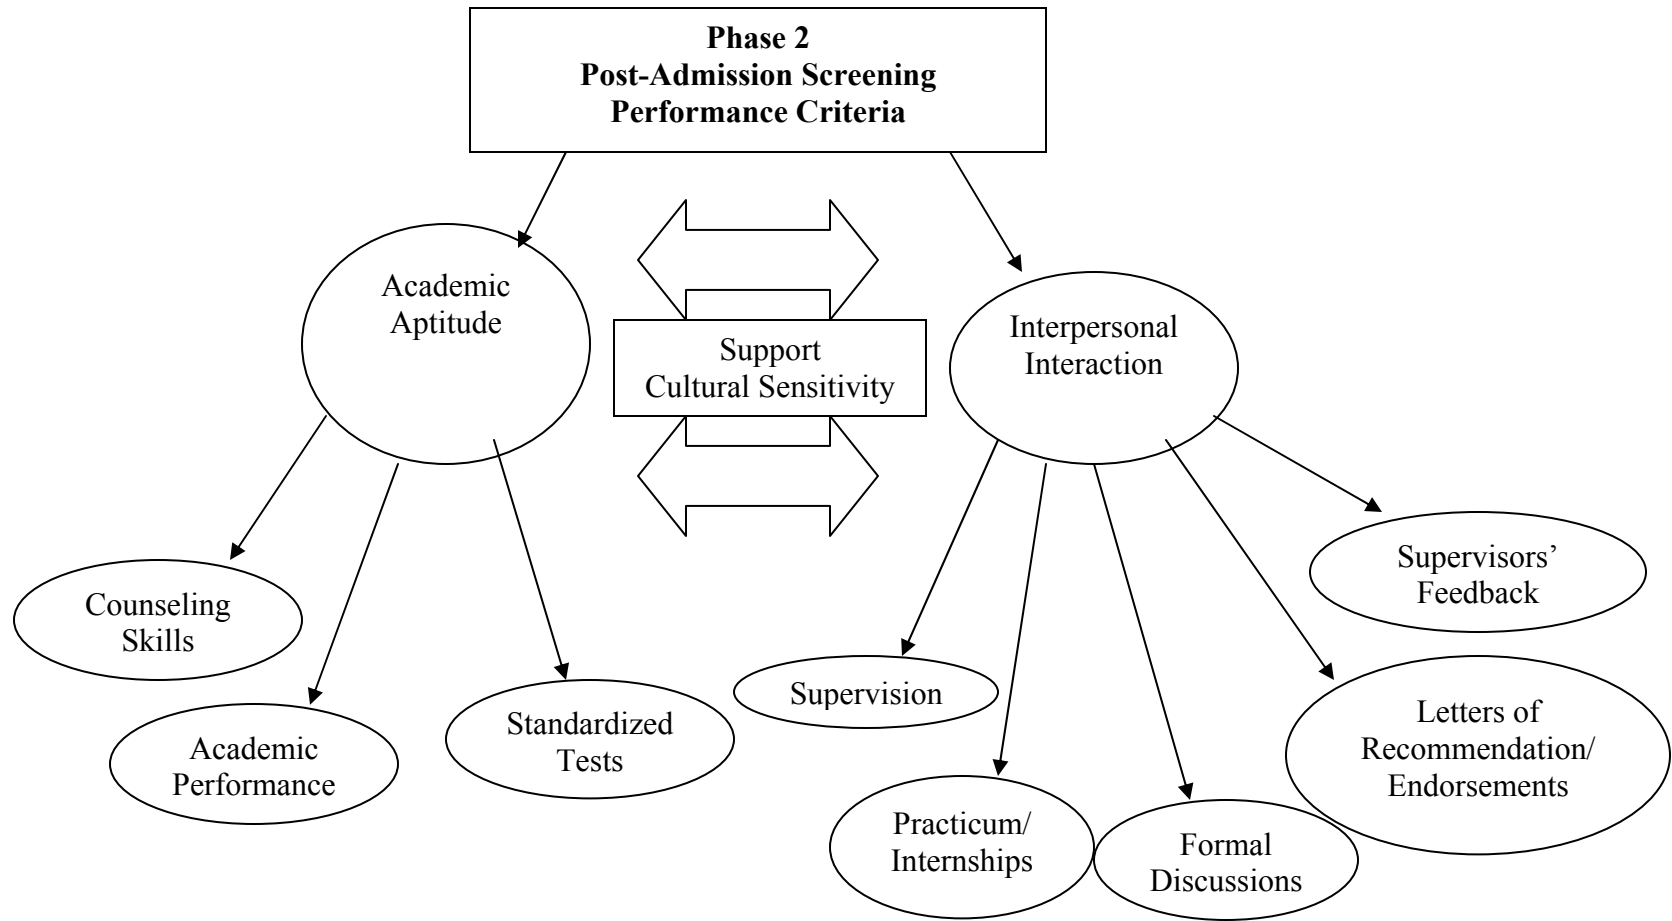 Phase 2
Post-Admission Screening
Performance Criteria
Academic
Aptitude
Interpersonal
Interaction
Support
Cultural Sensitivity
Counseling
Skills
Academic
Performance
Standardized
Tests
Supervision
Practicum/
Internships
Formal
Discussions
Letters of
Recommendation/
Endorsements
Supervisors’
Feedback